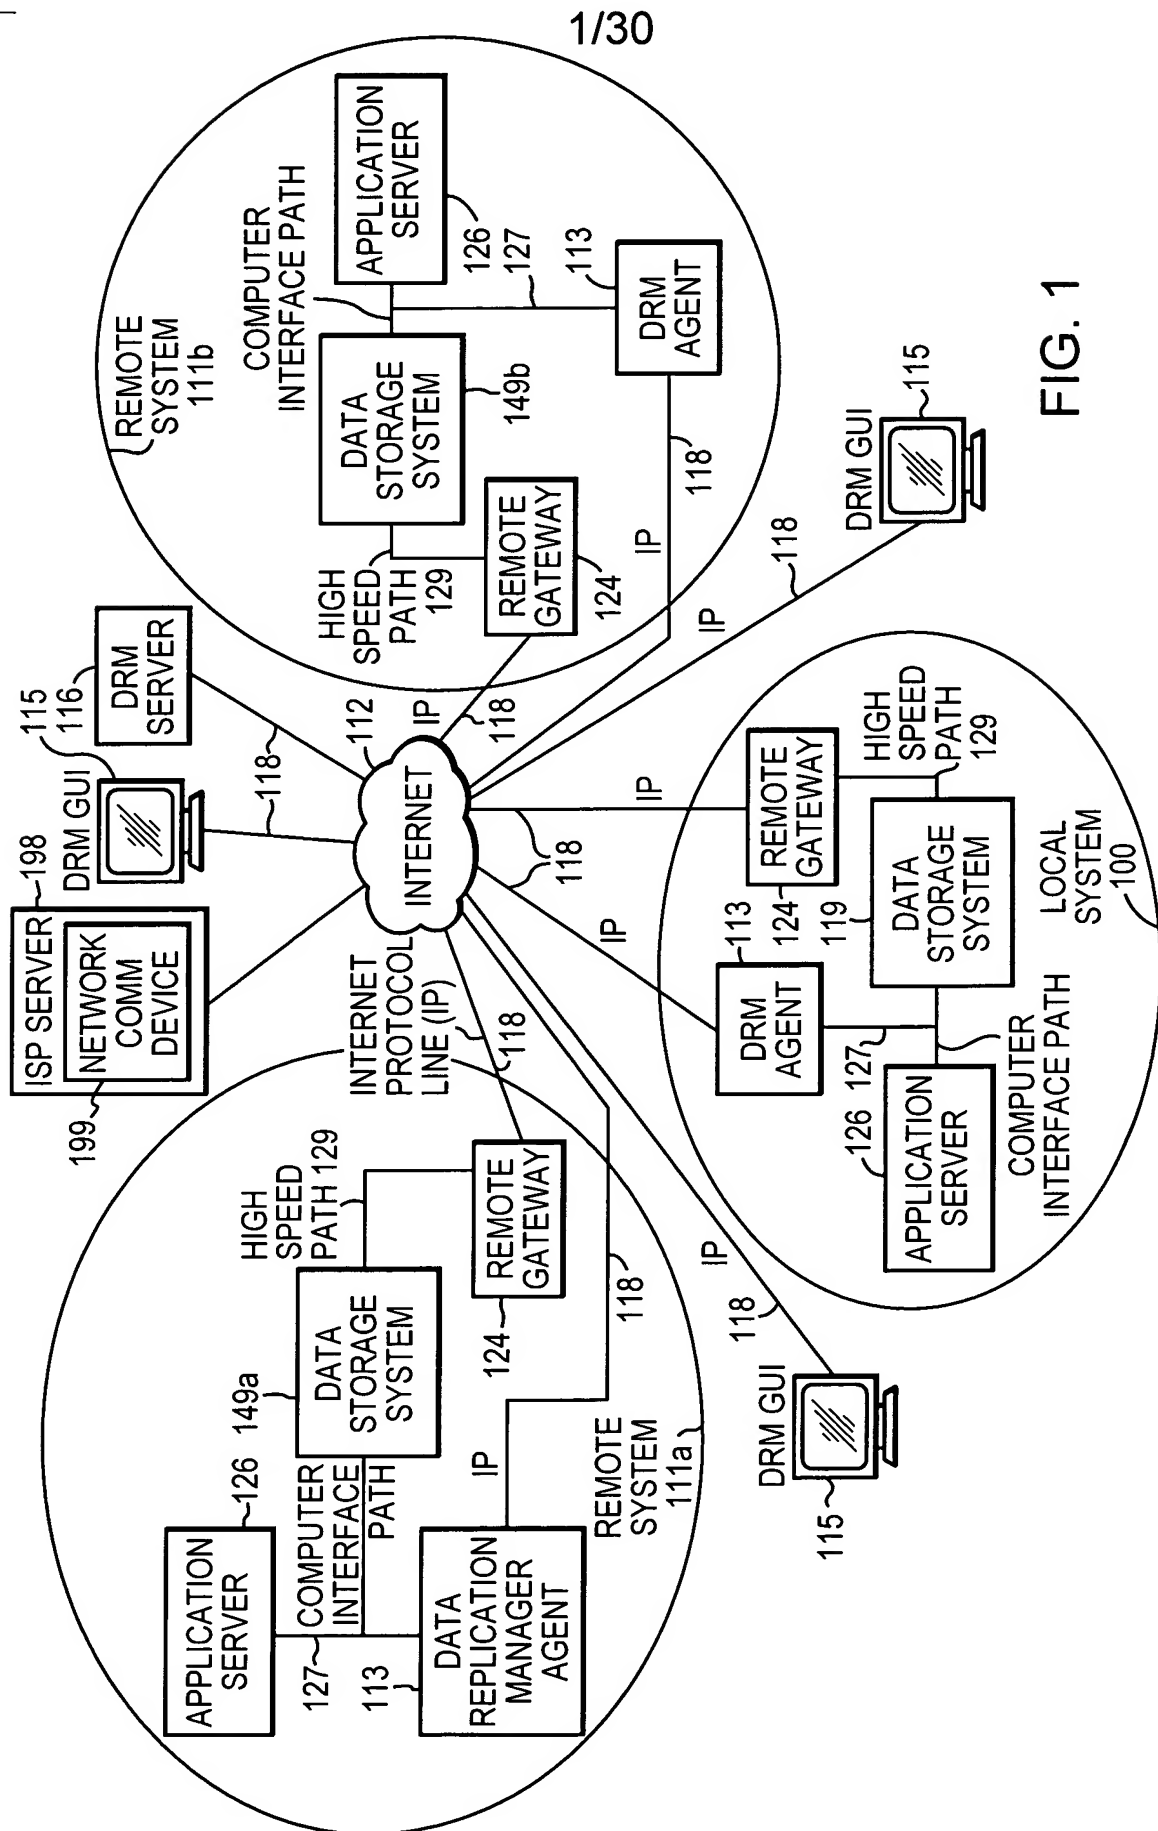 1/30
REMOTE
SYSTEM
111b
COMPUTER
INTERFACE PATH
APPLICATION
SERVER
126
127
DATA
STORAGE
SYSTEM
149b
113
DRM
AGENT
HIGH
SPEED
PATH
129
REMOTE
GATEWAY
124
118
IP
IP
118
DRM GUI
115
118
IP
116
DRM
SERVER
115
DRM GUI
118
198
ISP SERVER
NETWORK
COMM
DEVICE
199
112
INTERNET
INTERNET
PROTOCOL
LINE (IP)
118
118
IP
IP
REMOTE
GATEWAY
124
HIGH
SPEED
PATH
129
113
DRM
AGENT
119
DATA
STORAGE
SYSTEM
LOCAL
SYSTEM
100
127
126
APPLICATION
SERVER
COMPUTER
INTERFACE PATH
HIGH
SPEED
PATH 129
REMOTE
GATEWAY
124
118
149a
DATA
STORAGE
SYSTEM
126
APPLICATION
SERVER
COMPUTER
INTERFACE
PATH
127
113
DATA
REPLICATION
MANAGER
AGENT
IP
REMOTE
SYSTEM
111a
IP
118
DRM GUI
115
FIG. 1